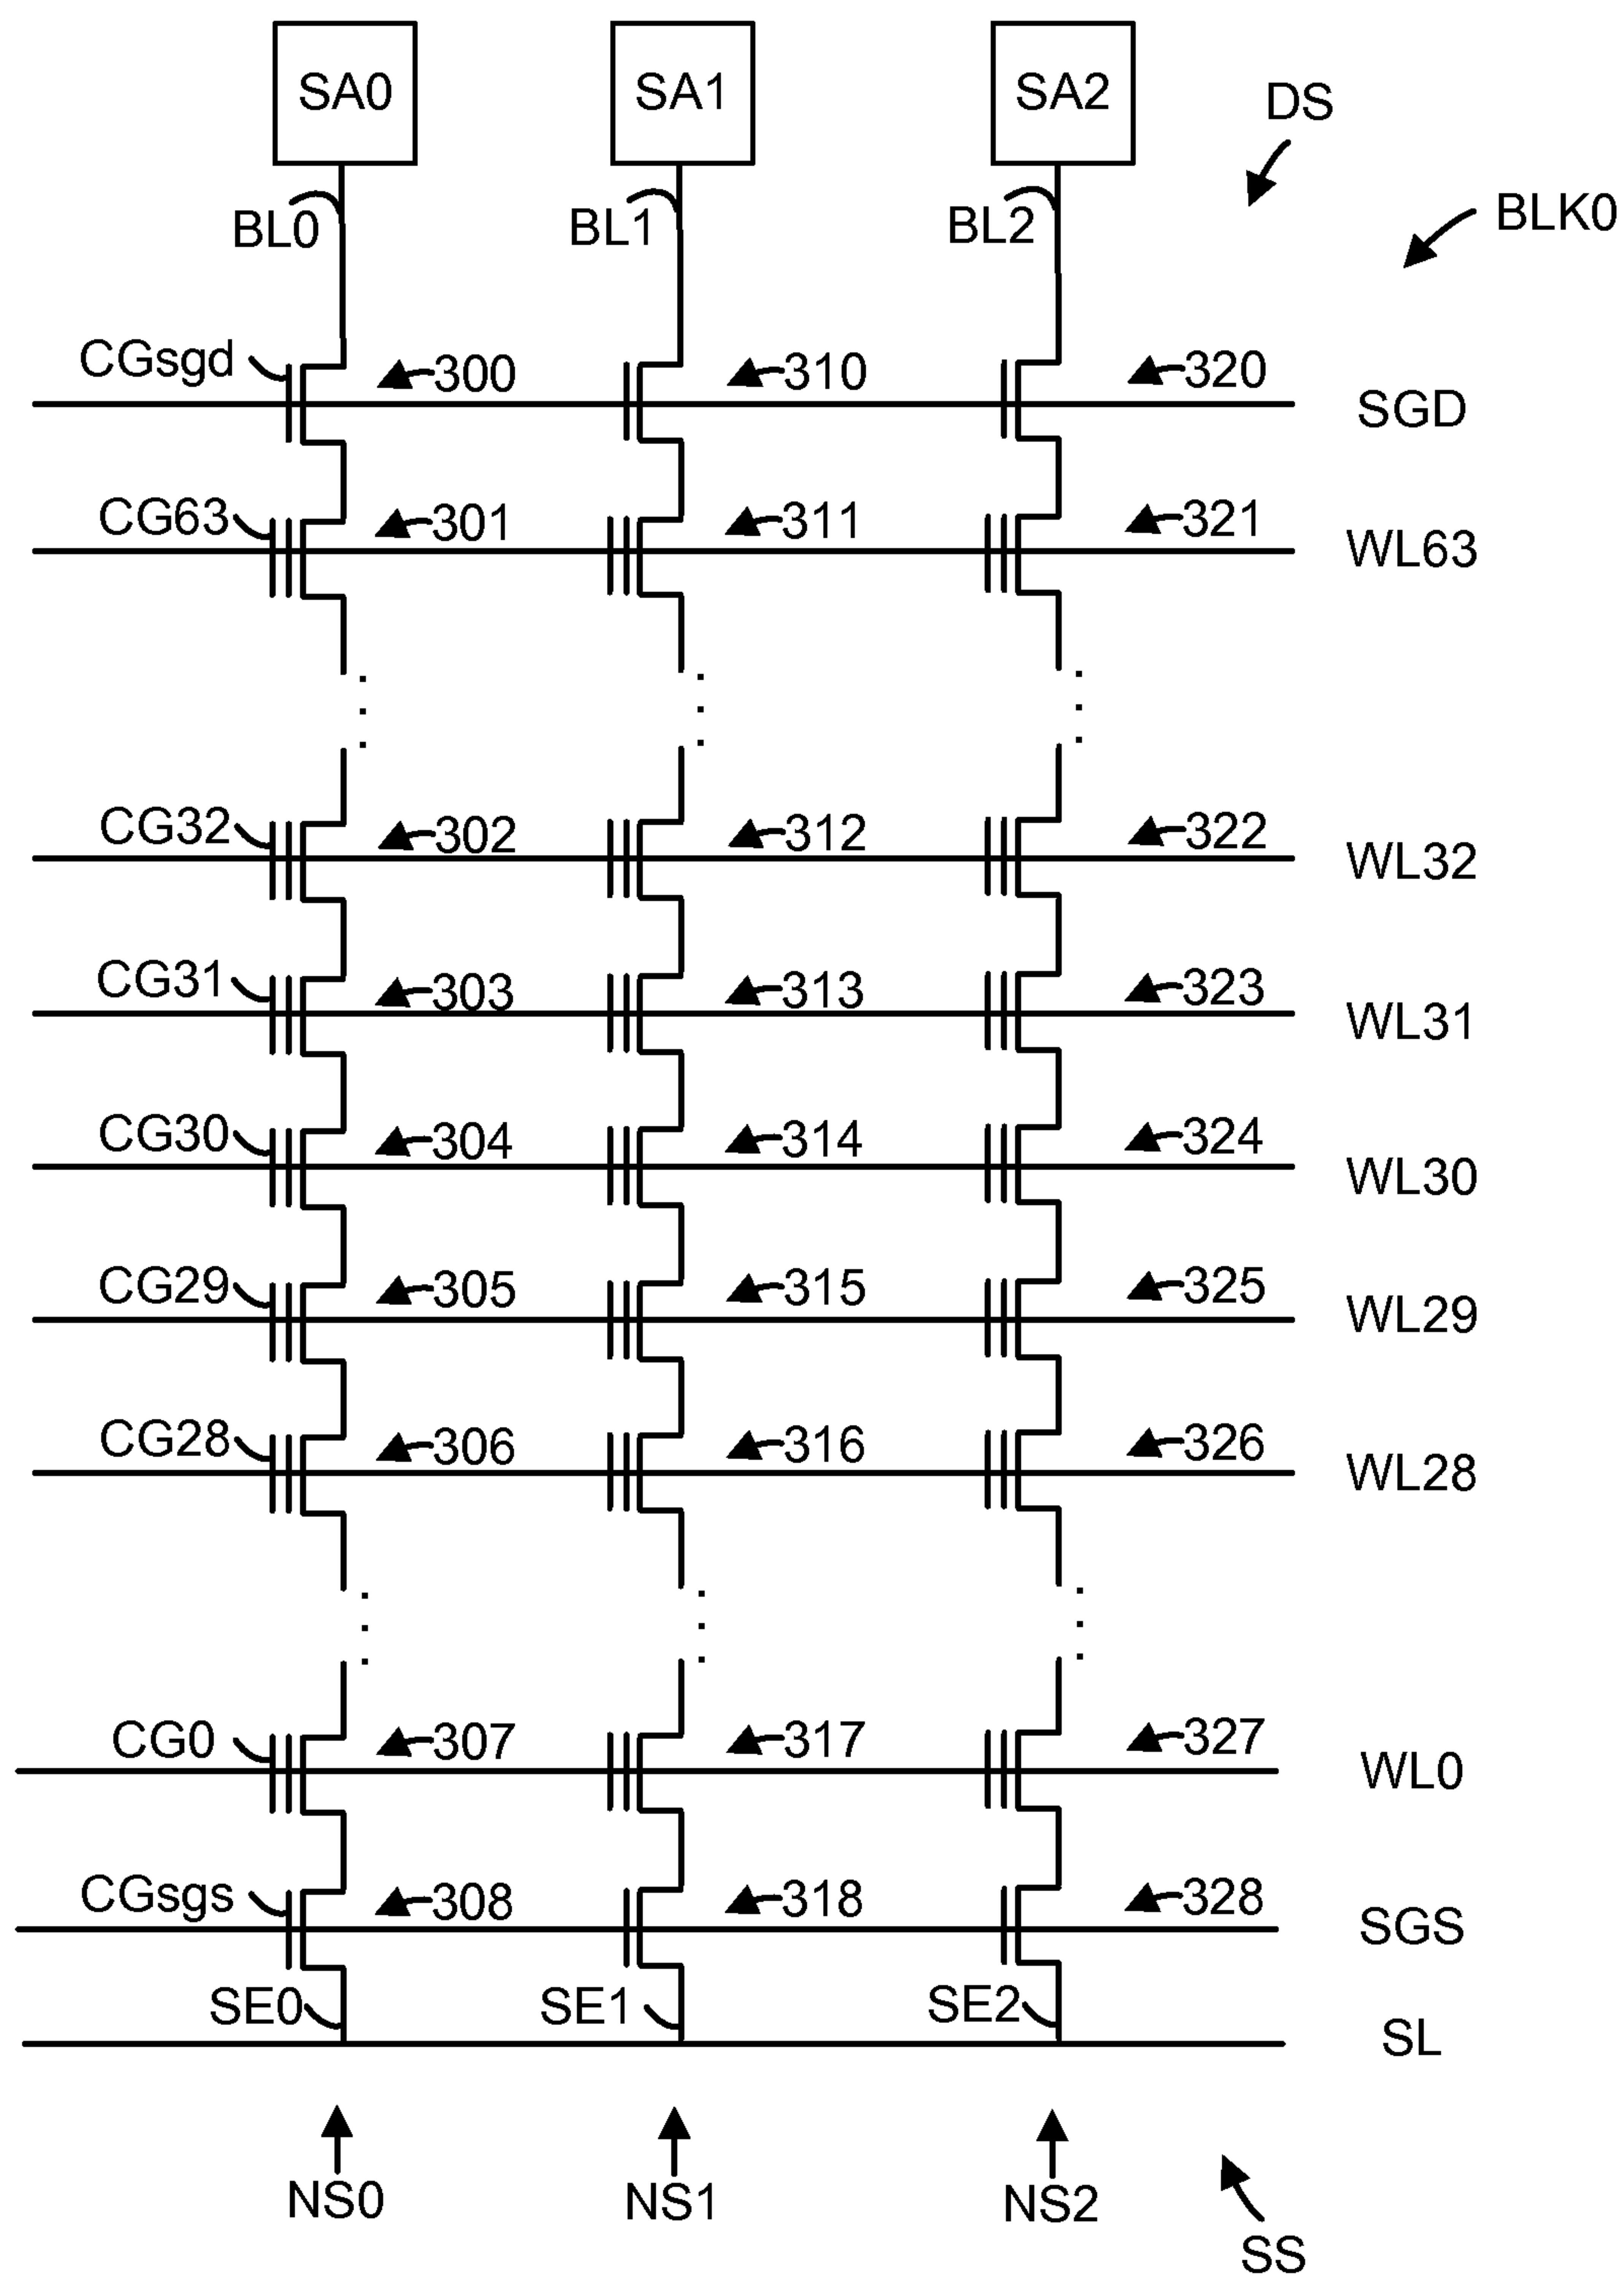 SA0 SA1 SA2
DS
BL0 BL1 BL2 BLK0
CGsgd 300 310 320 SGD
CG63 301 311 321 WL63
CG32 302 312 322 WL32
CG31 303 313 323 WL31
CG30 304 314 324 WL30
CG29 305 315 325 WL29
CG28 306 316 326 WL28
CG0 307 317 327 WL0
CGsgs 308 318 328 SGS
SE0 SE1 SE2 SL
NS0 NS1 NS2
SS